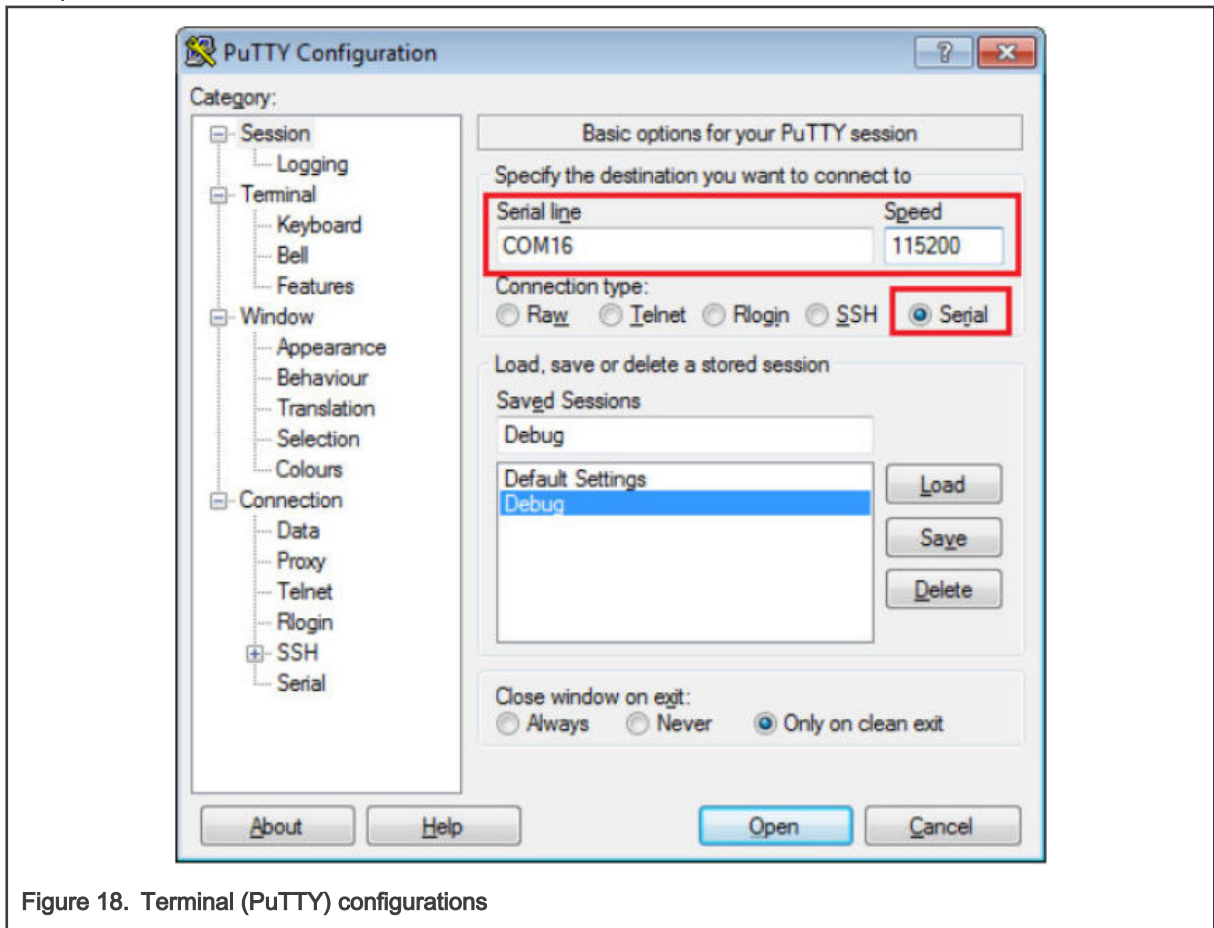 PuTTY Configuration
Category:
Session
Logging
Terminal
Keyboard
Bell
Features
Window
Appearance
Behaviour
Translation
Selection
Colours
Connection
Data
Proxy
Telnet
Rlogin
SSH
Serial
Basic options for your PuTTY session
Specify the destination you want to connect to
Serial line Speed
COM16 115200
Connection type:
Raw Telnet Rlogin SSH Serial
Load, save or delete a stored session
Saved Sessions
Debug
Default Settings
Debug
Load
Save
Delete
Close window on exit:
Always Never Only on clean exit
About Help Open Cancel
Figure 18. Terminal (PuTTY) configurations